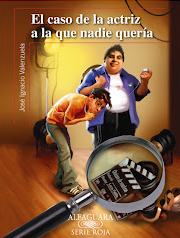 El caso de la actriz
a la que nadie quería
José Ignacio Valenzuela
ALFAGUARA
SERIE ROJA